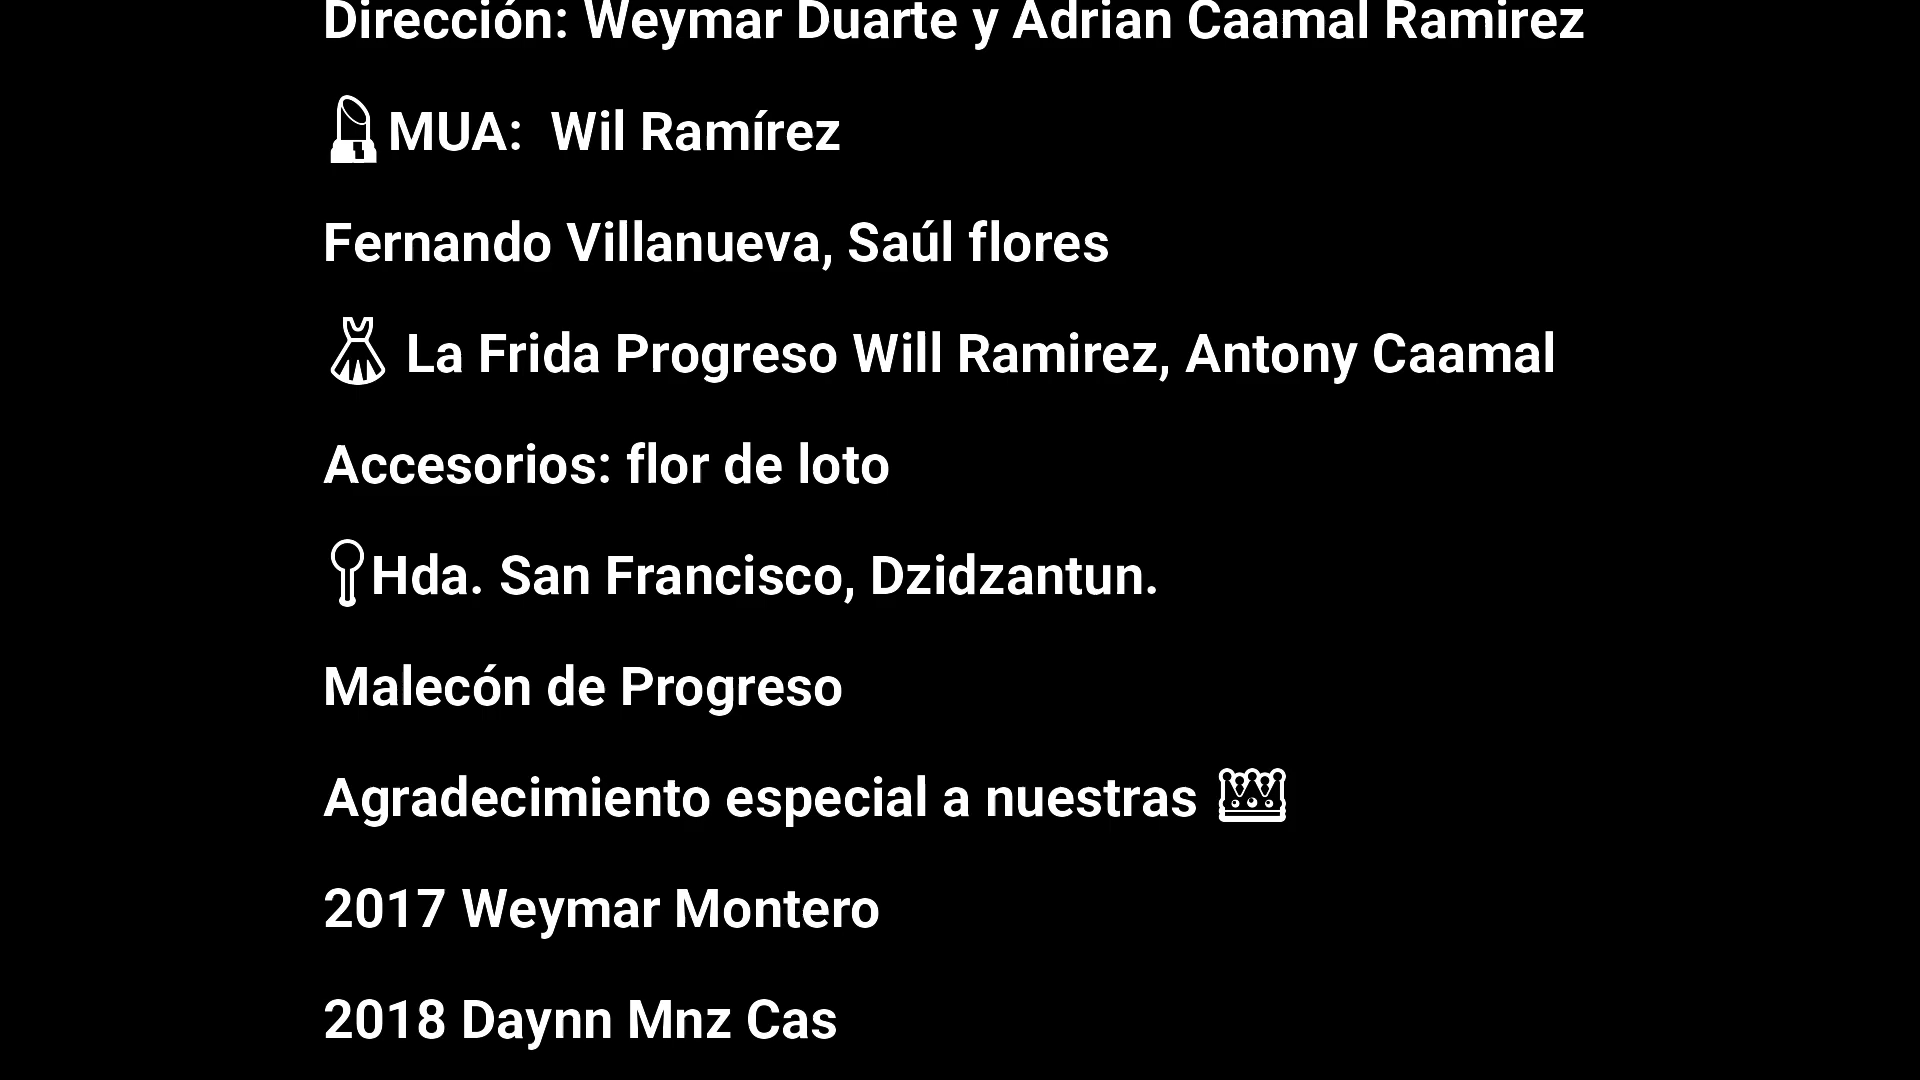 Dirección: Weymar Duarte y Adrian Caamal Ramirez
💄MUA:  Wil Ramírez
Fernando Villanueva, Saúl flores
👗 La Frida Progreso Will Ramirez, Antony Caamal
Accesorios: flor de loto
📍Hda. San Francisco, Dzidzantun.
Malecón de Progreso
Agradecimiento especial a nuestras 👑
2017 Weymar Montero
2018 Daynn Mnz Cas